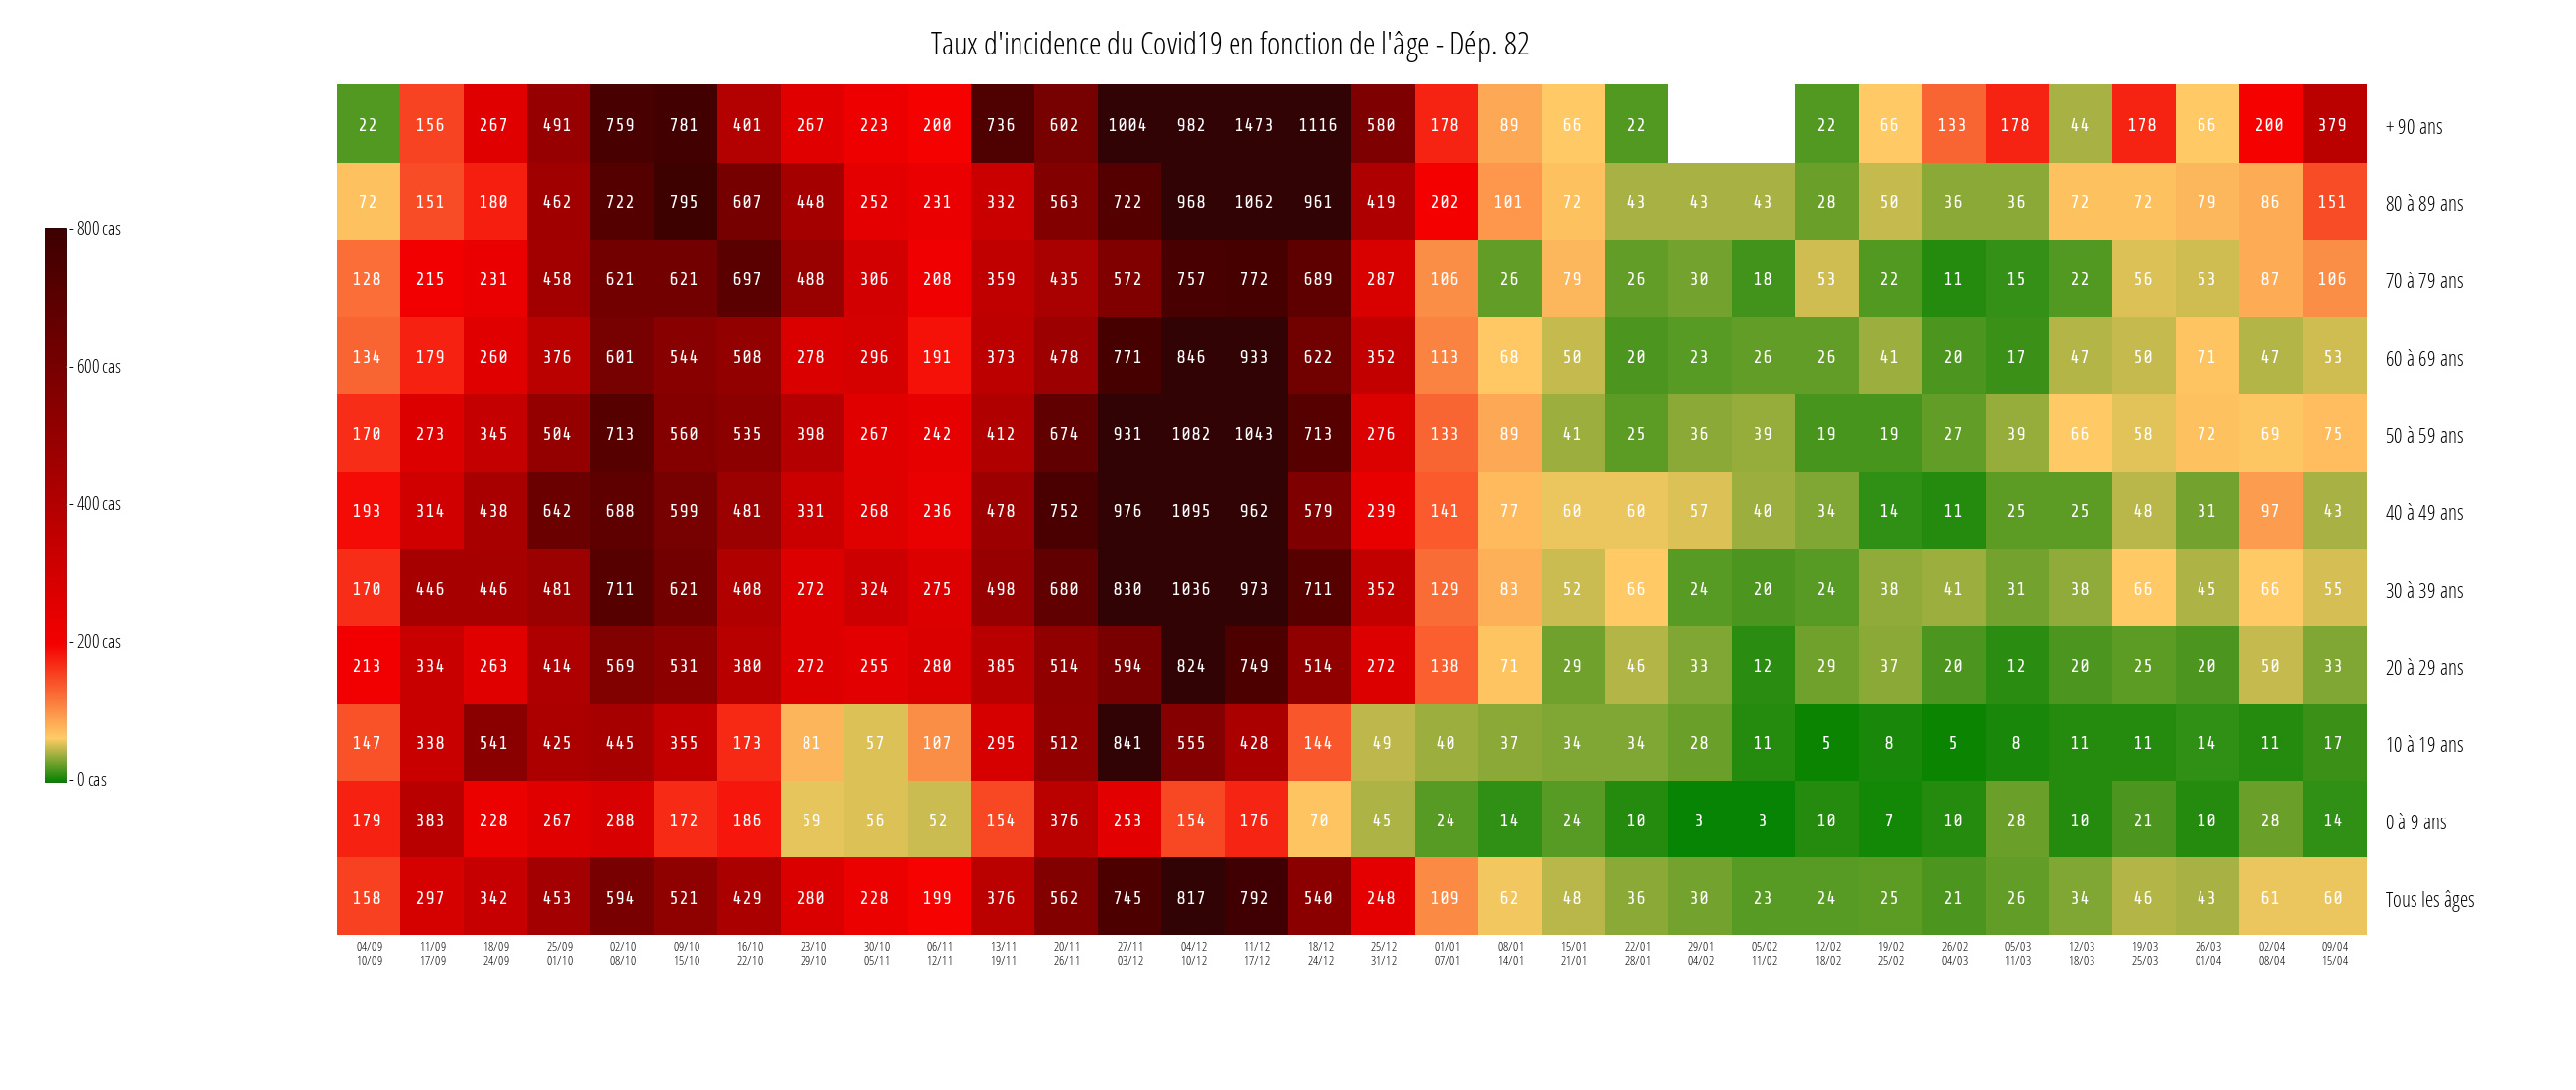 Taux d'incidence du Covid19 en fonction de l'âge - Dép. 82
22 156 267 491 759 781 401 267 223 200 736 602 1004 982 1473 1116 580 178 89 66 22 22 66 133 178 44 178 66 200 379 + 90 ans
72 151 180 462 722 795 607 448 252 231 332 563 722 968 1062 961 419 202 101 72 43 43 43 28 50 36 36 72 72 79 86 151 80 à 89 ans
- 800 cas
128 215 231 458 621 621 697 488 306 208 359 435 572 757 772 689 287 106 26 79 26 30 18 53 22 11 15 22 56 53 87 106 70 à 79 ans
134 179 260 376 601 544 508 278 296 191 373 478 771 846 933 622 352 113 68 50 20 23 26 26 41 20 17 47 50 71 47 53 60 à 69 ans
- 600 cas
170 273 345 504 713 560 535 398 267 242 412 674 931 1082 1043 713 276 133 89 41 25 36 39 19 19 27 39 66 58 72 69 75 50 à 59 ans
- 400 cas
193 314 438 642 688 599 481 331 268 236 478 752 976 1095 962 579 239 141 77 60 60 57 40 34 14 11 25 25 48 31 97 43 40 à 49 ans
170 446 446 481 711 621 408 272 324 275 498 680 830 1036 973 711 352 129 83 52 66 24 20 24 38 41 31 38 66 45 66 55 30 à 39 ans
- 200 cas
213 334 263 414 569 531 380 272 255 280 385 514 594 824 749 514 272 138 71 29 46 33 12 29 37 20 12 20 25 20 50 33 20 à 29 ans
147 338 541 425 445 355 173 81 57 107 295 512 841 555 428 144 49 40 37 34 34 28 11 5 8 5 8 11 11 14 11 17 10 à 19 ans
- 0 cas
179 383 228 267 288 172 186 59 56 52 154 376 253 154 176 70 45 24 14 24 10 3 3 10 7 10 28 10 21 10 28 14 0 à 9 ans
158 297 342 453 594 521 429 280 228 199 376 562 745 817 792 540 248 109 62 48 36 30 23 24 25 21 26 34 46 43 61 60 Tous les âges
04/09 11/09 18/09 25/09 02/10 09/10 16/10 23/10 30/10 06/11 13/11 20/11 27/11 04/12 11/12 18/12 25/12 01/01 08/01 15/01 22/01 29/01 05/02 12/02 19/02 26/02 05/03 12/03 19/03 26/03 02/04 09/04
10/09 17/09 24/09 01/10 08/10 15/10 22/10 29/10 05/11 12/11 19/11 26/11 03/12 10/12 17/12 24/12 31/12 07/01 14/01 21/01 28/01 04/02 11/02 18/02 25/02 04/03 11/03 18/03 25/03 01/04 08/04 15/04